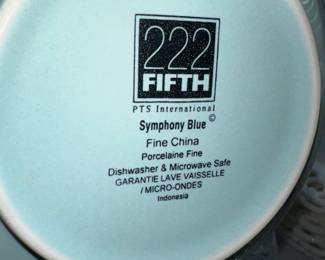 222
FIFTH
PTS International
Symphony Blue©
Fine China
Porcelaine Fine
Dishwasher & Microwave Safe
GARANTIE LAVE VAISSELLE
/ MICRO-ONDES
Indonesia